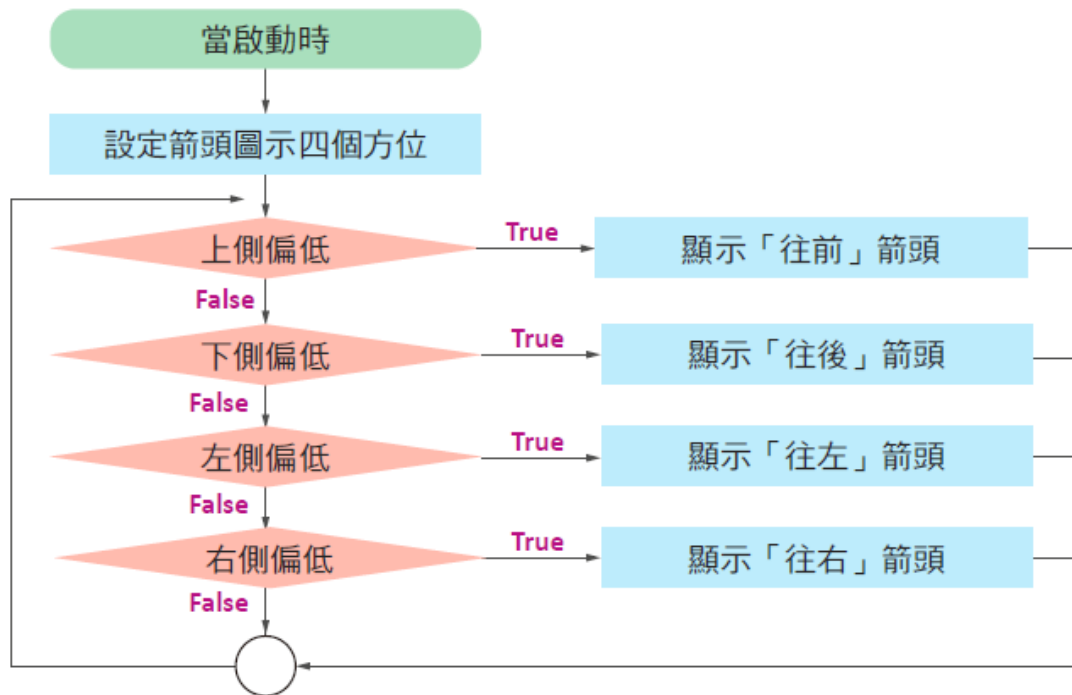 當啟動時
設定箭頭圖示四個方位
上側偏低
True
顯示「往前」箭頭
False
下側偏低
True
顯示「往後」箭頭
False
左側偏低
True
顯示「往左」箭頭
False
右側偏低
True
顯示「往右」箭頭
False